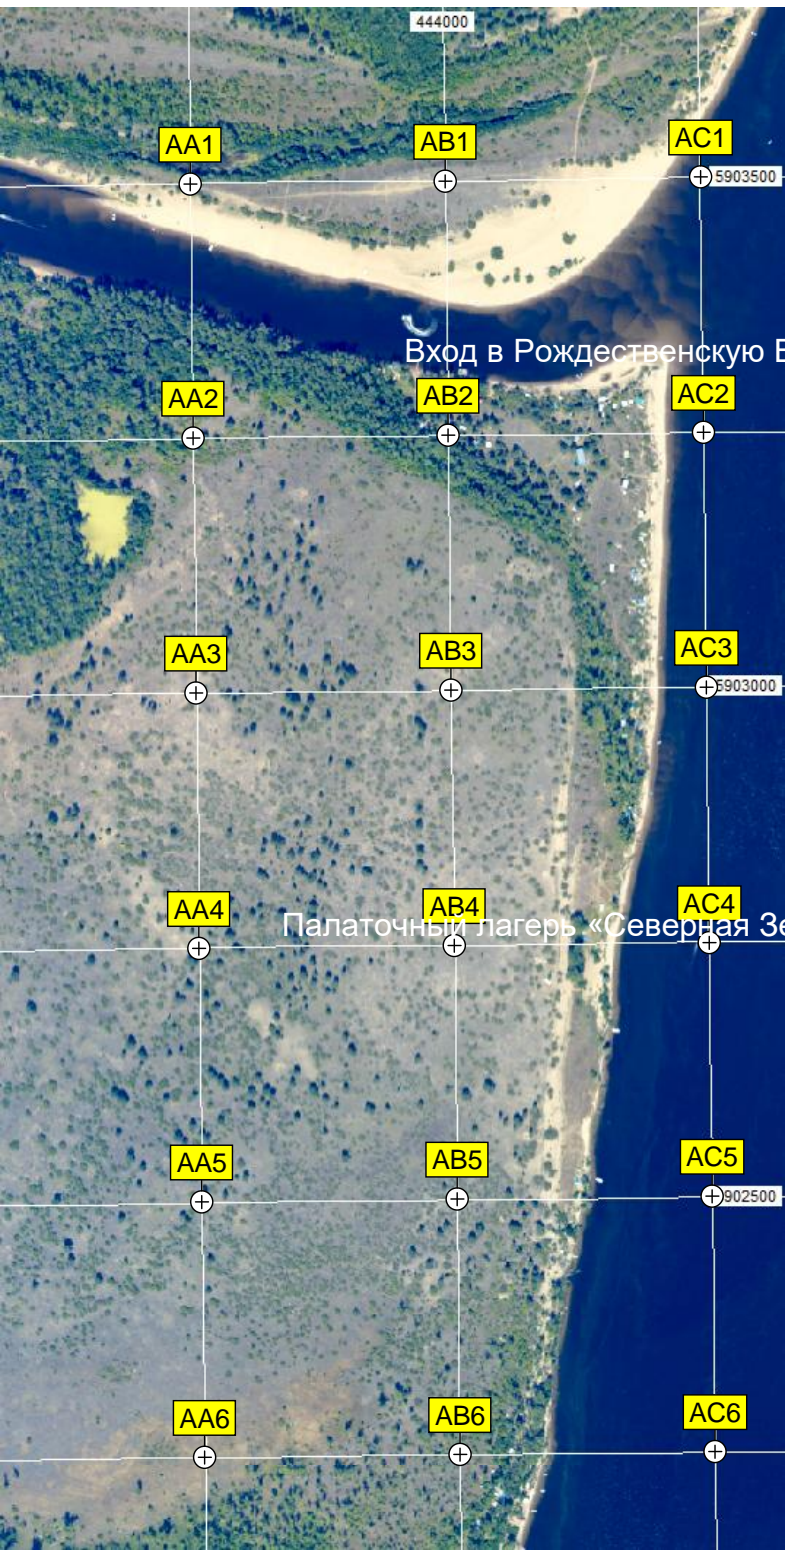 444000
AA1 AB1 AC1
5903500
Вход в Рождественскую В
AA2 AB2 AC2
AA3 AB3 AC3
5903000
AA4 AB4 AC4
Палаточный лагерь «Северная Зе
AA5 AB5 AC5
902500
AA6 AB6 AC6